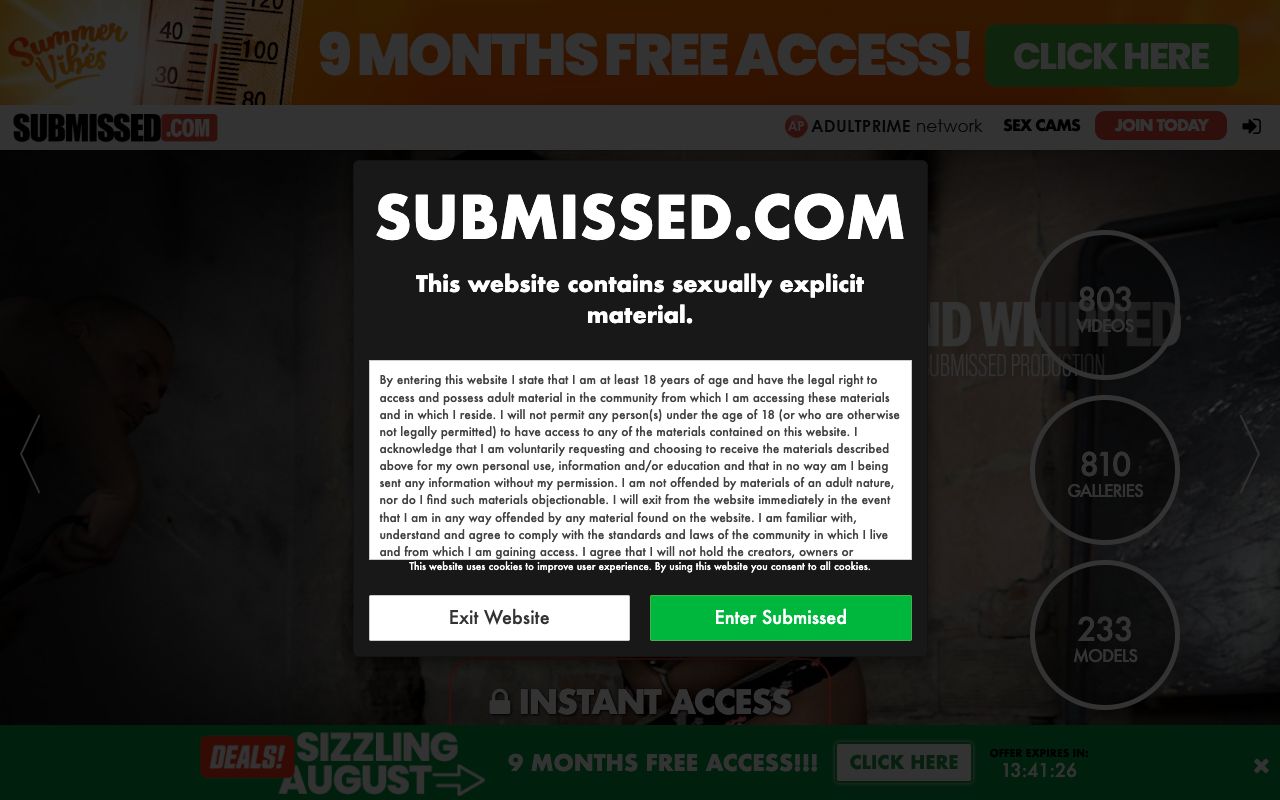 Summer
Vibes
120
40
100
30
80
9 MONTHS FREE ACCESS!
CLICK HERE
SUBMISSED.COM
AP ADULTPRIME network
SEX CAMS
JOIN TODAY
SUBMISSED.COM
This website contains sexually explicit
material.
By entering this website I state that I am at least 18 years of age and have the legal right to
access and possess adult material in the community from which I am accessing these materials
and in which I reside. I will not permit any person(s) under the age of 18 (or who are otherwise
not legally permitted) to have access to any of the materials contained on this website. I
acknowledge that I am voluntarily requesting and choosing to receive the materials described
above for my own personal use, information and/or education and that in no way am I being
sent any information without my permission. I am not offended by materials of an adult nature,
nor do I find such materials objectionable. I will exit from the website immediately in the event
that I am in any way offended by any material found on the website. I am familiar with,
understand and agree to comply with the standards and laws of the community in which I live
and from which I am gaining access. I agree that I will not hold the creators, owners or
This website uses cookies to improve user experience. By using this website you consent to all cookies.
Exit Website
Enter Submissed
ND WHIPPED
SUBMISSED PRODUCTION
803
VIDEOS
810
GALLERIES
233
MODELS
INSTANT ACCESS
DEALS!
SIZZLING
AUGUST
9 MONTHS FREE ACCESS!!!
CLICK HERE
OFFER EXPIRES IN:
13:41:26